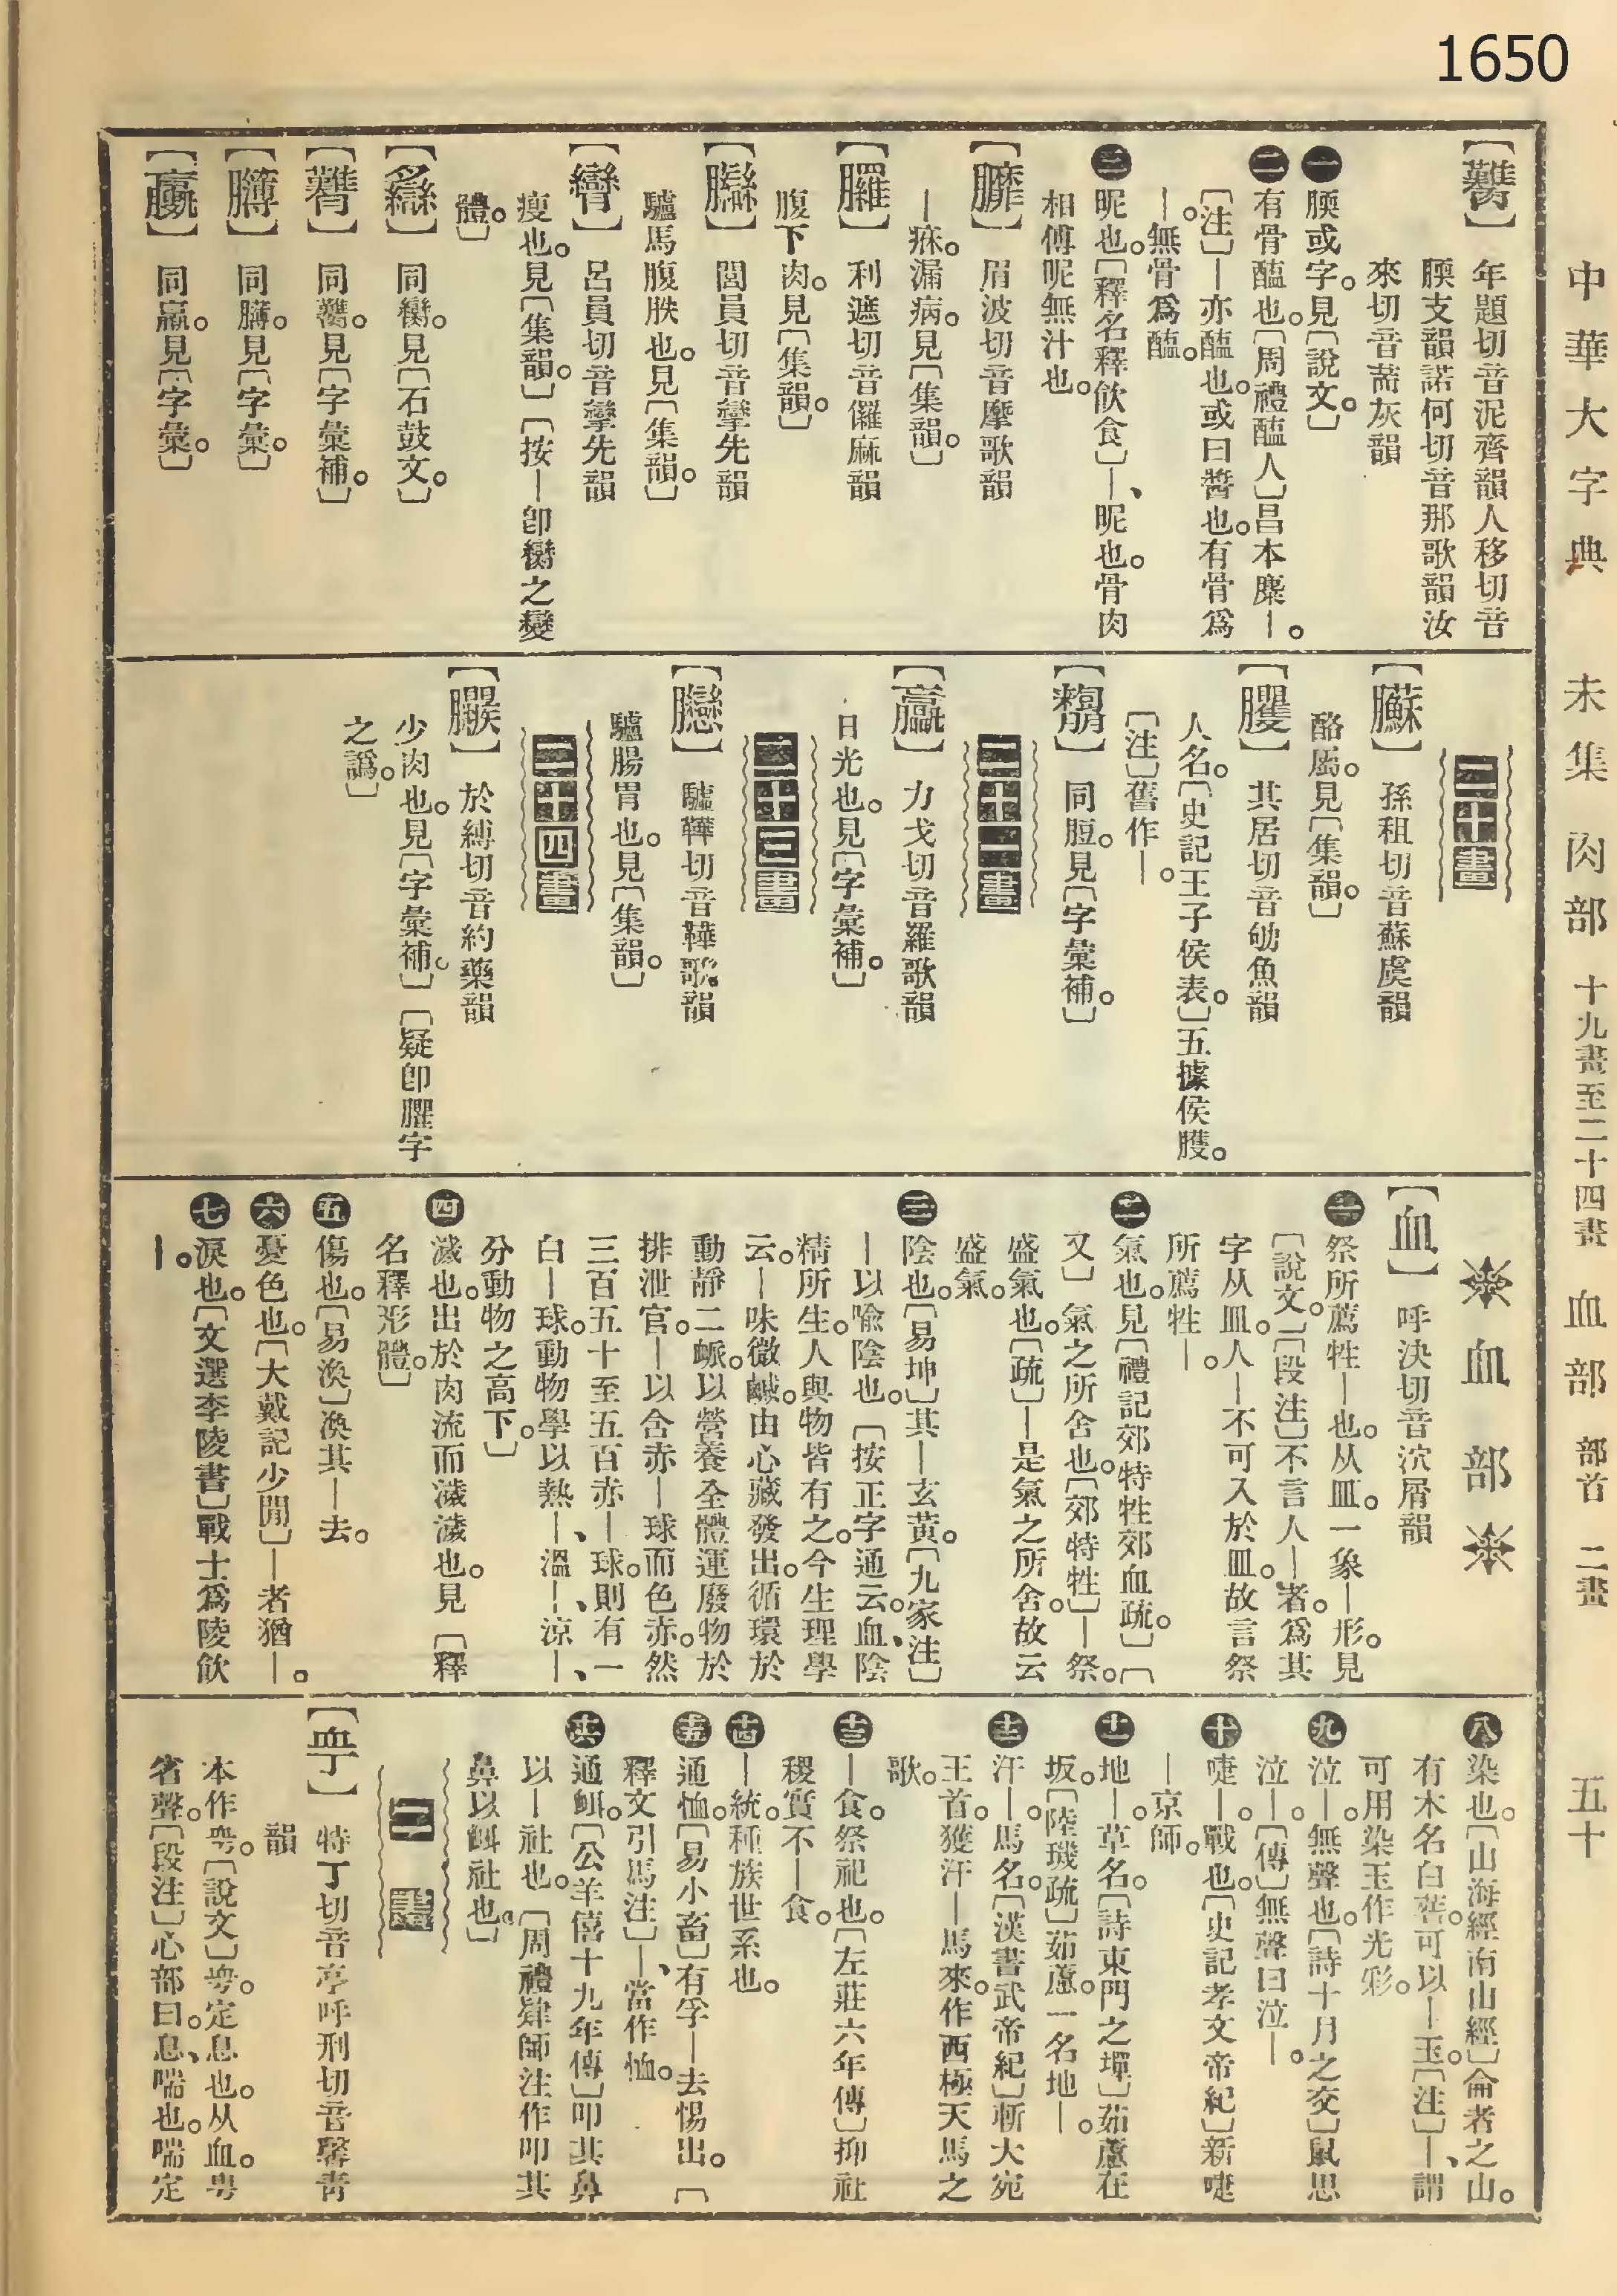 1650
中華大字典　未集　肉部　十九畫至二十四畫　血部　部首　二畫　五十
年題切音泥齊韻人移切音
腝支韻諾何切音那歌韻汝
來切音荋灰韻
一 腝或字。見〔說文。〕
二 有骨醢也。〔周禮醢人〕昌本麋｜。
〔注〕｜亦醢也。或曰醬也。有骨爲
｜。無骨爲醢。
三 昵也。〔釋名釋飲食〕｜、昵也。骨肉
相傅昵無汁也。
【臡】 眉波切音摩歌韻
｜痳。漏病。見〔集韻。〕
【㿚】 利遮切音儸麻韻
腹下肉。見〔集韻。〕
【臠】 閭員切音攣先韻
驢馬腹胅也。見〔集韻。〕
【臠】 呂員切音攣先韻
瘦也。見〔集韻。〕〔按｜卽臠之變
體。〕
同臠。見〔石鼓文。〕
同臡。見〔字彙補。〕
同膞。見〔字彙。〕
同羸。見〔字彙。〕
二十畫
【𦢩】 孫租切音蘇虞韻
酪屬。見〔集韻。〕
【臞】 其居切音劬魚韻
人名。〔史記王子侯表。〕五據侯臒。
〔注〕舊作｜。
同脰。見〔字彙補。〕
二十二畫
力戈切音羅歌韻
日光也。見〔字彙補。〕
二十三畫
驢鞾切音鞾歌韻
驢腸胃也。見〔集韻。〕
二十四畫
於縛切音約藥韻
少肉也。見〔字彙補。〕〔疑卽臞字
之譌。〕
血部
【血】 呼決切音泬屑韻
一 祭所薦牲｜也。从皿。一象｜形。見
〔說文。〕〔段注〕不言人｜者。爲其
字从皿。人｜不可入於皿。故言祭
所薦牲｜。
二 氣也。見〔禮記郊特牲郊血疏。〕〔
又〕氣之所舍也。〔郊特牲〕｜祭。
盛氣也。〔疏〕｜是氣之所舍。故云
盛氣。
三 陰也。〔易坤〕其｜玄黃。〔九家注〕
｜以喩陰也。〔按正字通云。血、陰
精所生。人與物皆有之。今生理學
云。｜味微鹹。由心藏發出。循環於
動靜二脈。以營養全體運廢物於
排泄官。｜以含赤｜球而色赤。然
三百五十至五百赤｜球。則有一
白｜球。動物學以熱｜、溫｜、涼｜、
分動物之高下。〕
四 濊也。出於肉流而濊濊也。見〔釋
名釋形體。〕
五 傷也。〔易渙〕渙其｜去。
六 憂色也。〔大戴記少閒〕｜者猶｜。
七 淚也。〔文選李陵書〕戰士爲陵飲
｜。
八 染也。〔山海經南山經〕侖者之山。
有木名白䓘。可以｜玉。〔注〕｜、謂
可用染玉作光彩。
九 泣｜。無聲也。〔詩十月之交〕鼠思
泣｜。〔傳〕無聲曰泣｜。
十 喋｜。戰也。〔史記孝文帝紀〕新喋
｜京師。
十一 地｜。草名。〔詩東門之墠〕茹藘在
坂。〔陸璣疏〕茹藘。一名地｜。
十二 汗｜。馬名。〔漢書武帝紀〕斬大宛
王首。獲汗｜馬來。作西極天馬之
歌。
十三 ｜食。祭祀也。〔左莊六年傳〕抑社
稷實不｜食。
十四 ｜統。種族世系也。
十五 通恤。〔易小畜〕有孚｜去惕出。〔
釋文引馬注〕｜、當作恤。
十六 通衈。〔公羊僖十九年傳〕叩其鼻
以｜社也。〔周禮肆師注作叩其
鼻以衈社也。〕
二畫
【𧖧】 特丁切音亭呼刑切音馨靑
韻
本作甹。〔說文〕甹。定息也。从血。甹
省聲。〔段注〕心部曰。息、喘也。喘定